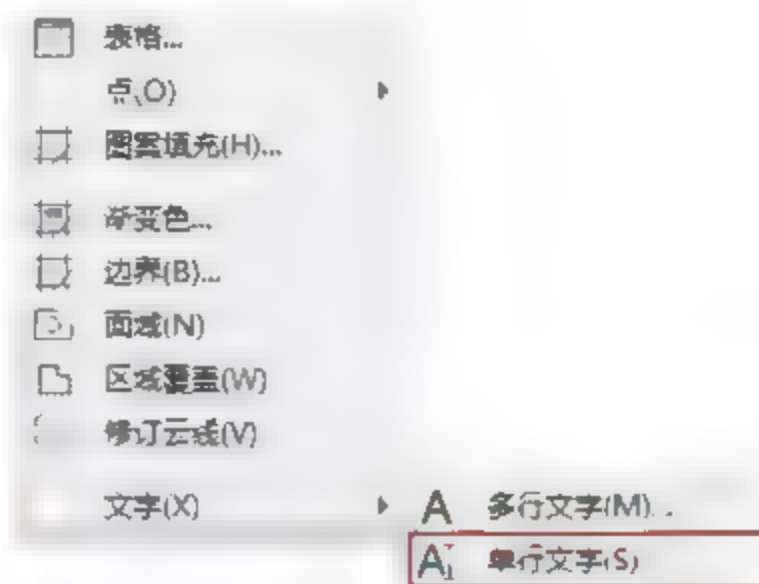 表格...
点(O)
图案填充(H)...
渐变色...
边界(B)...
面域(N)
区域覆盖(W)
修订云线(V)
文字(X)
多行文字(M)...
单行文字(S)